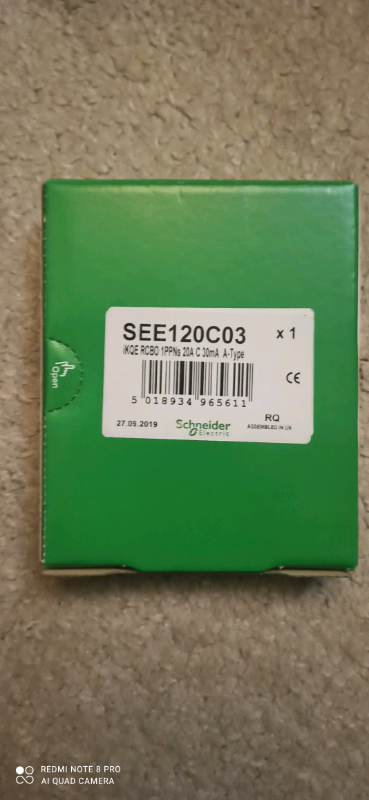 SEE120C03 x 1
iKQE RCBO 1PPNs 20A C 30mA A-Type
CE
5 018934 965611
27.09.2019 Schneider Electric RQ
ASSEMBLED IN UK
Open
REDMI NOTE 8 PRO
AI QUAD CAMERA